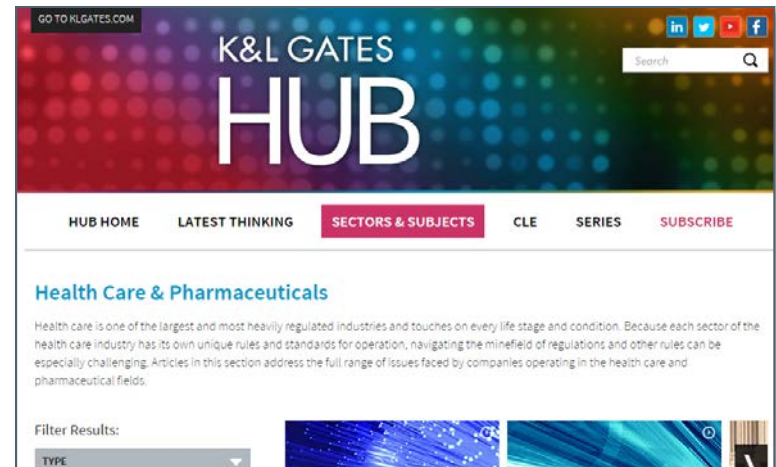 GO TO KLGATES.COM
K&L GATES
HUB
in
f
Search
HUB HOME LATEST THINKING SECTORS & SUBJECTS CLE SERIES SUBSCRIBE
Health Care & Pharmaceuticals
Health care is one of the largest and most heavily regulated industries and touches on every life stage and condition. Because each sector of the
health care industry has its own unique rules and standards for operation, navigating the minefield of regulations and other rules can be
especially challenging. Articles in this section address the full range of issues faced by companies operating in the health care and
pharmaceutical fields.
Filter Results:
TYPE